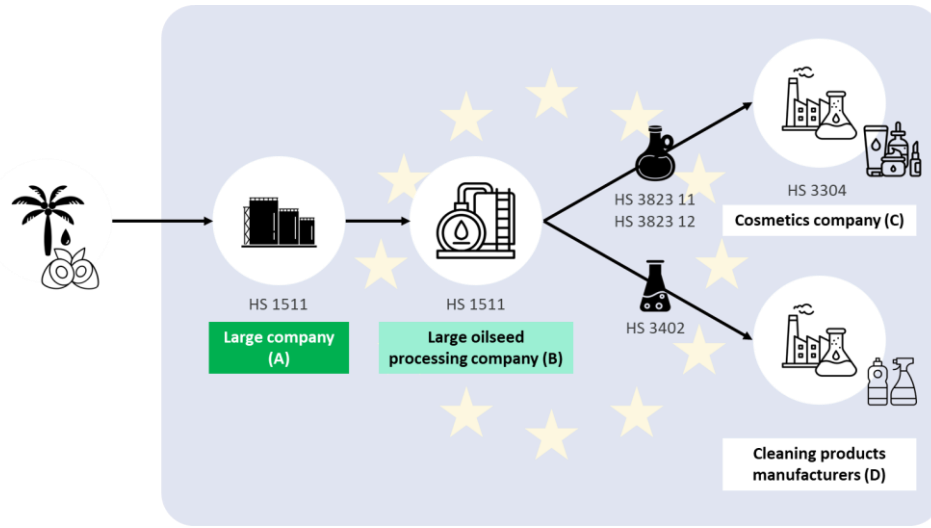 HS 3823 11
HS 3823 12
HS 3304
Cosmetics company (C)
HS 1511
Large company
(A)
HS 1511
Large oilseed
processing company (B)
HS 3402
Cleaning products
manufacturers (D)